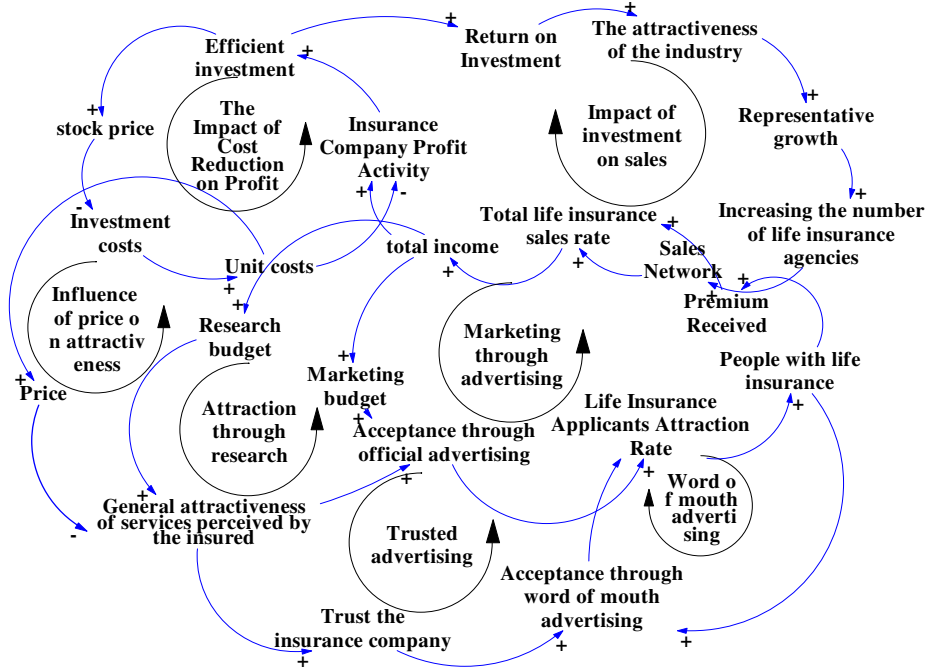 Efficient
investment
+
+
Return on
Investment
+
The attractiveness
of the industry
+
stock price
+
The
Impact of
Cost
Reduction
on Profit
Insurance
Company Profit
Activity
+
-
Impact of
investment
on sales
Representative
growth
+
Increasing the number
of life insurance
agencies
+
Investment
costs
-
Unit costs
+
total income
+
Total life insurance
sales rate
+
+
Sales
Network
+
Premium
Received
+
Influence
of price o
n attractiv
eness
Research
budget
+
Marketing
through
advertising
People with life
insurance
+
Price
+
Marketing
budget
+
Attraction
through
research
Acceptance through
official advertising
+
+
Life Insurance
Applicants Attraction
Rate
+
Word o
f mouth
adverti
sing
General attractiveness
of services perceived by
the insured
+
-
Trusted
advertising
Acceptance through
word of mouth
advertising
+
+
Trust the
insurance company
+